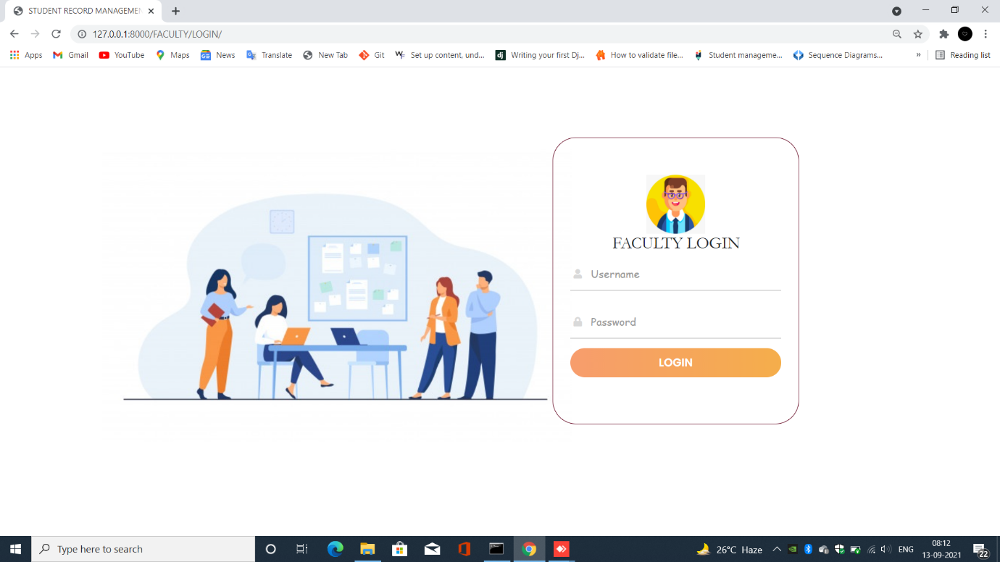 STUDENT RECORD MANAGEMEN
127.0.0.1:8000/FACULTY/LOGIN/
Apps Gmail YouTube Maps News Translate New Tab Git Set up content, und... Writing your first Dj... How to validate file... Student manageme... Sequence Diagrams... » Reading list
FACULTY LOGIN
Username
Password
LOGIN
Type here to search
26°C Haze
ENG
08:12
13-09-2021
22